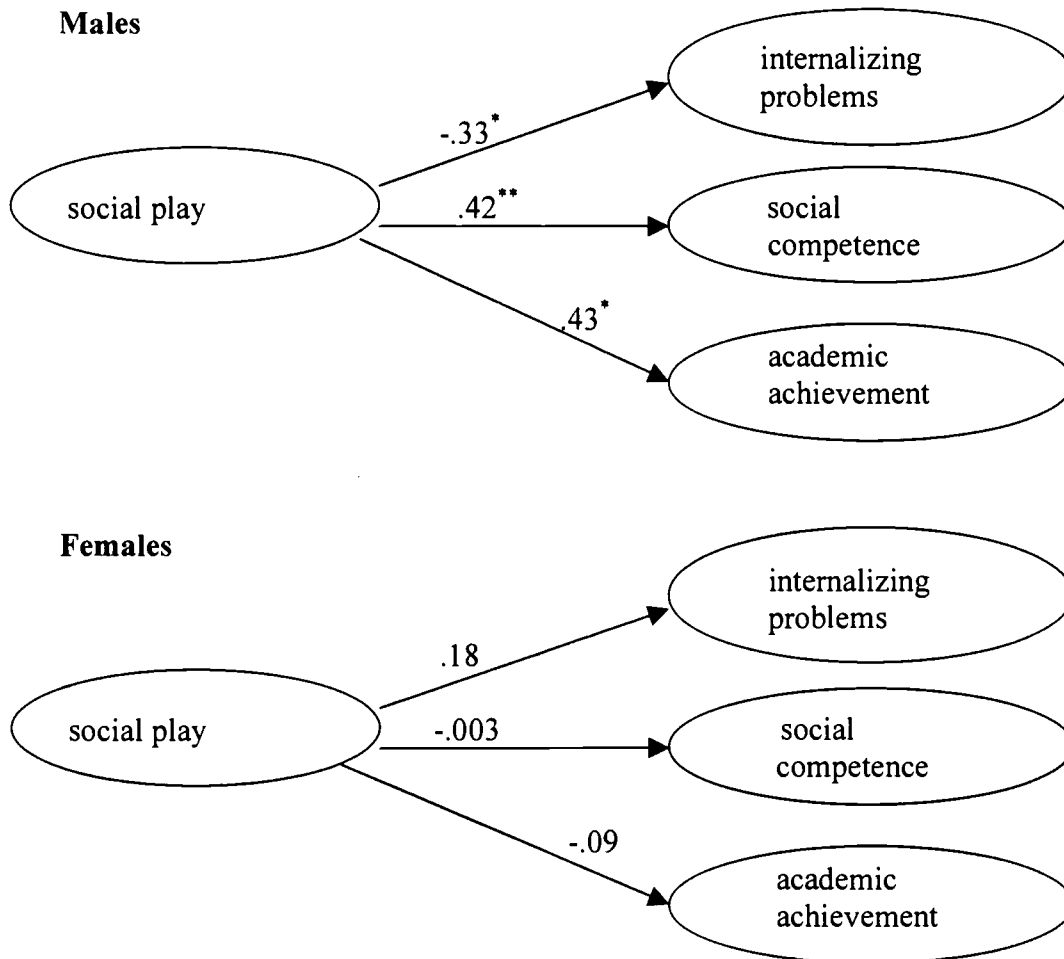 Males
internalizing
problems
-.33*
social play
.42**
social
competence
.43*
academic
achievement
Females
internalizing
problems
.18
social play
-.003
social
competence
-.09
academic
achievement